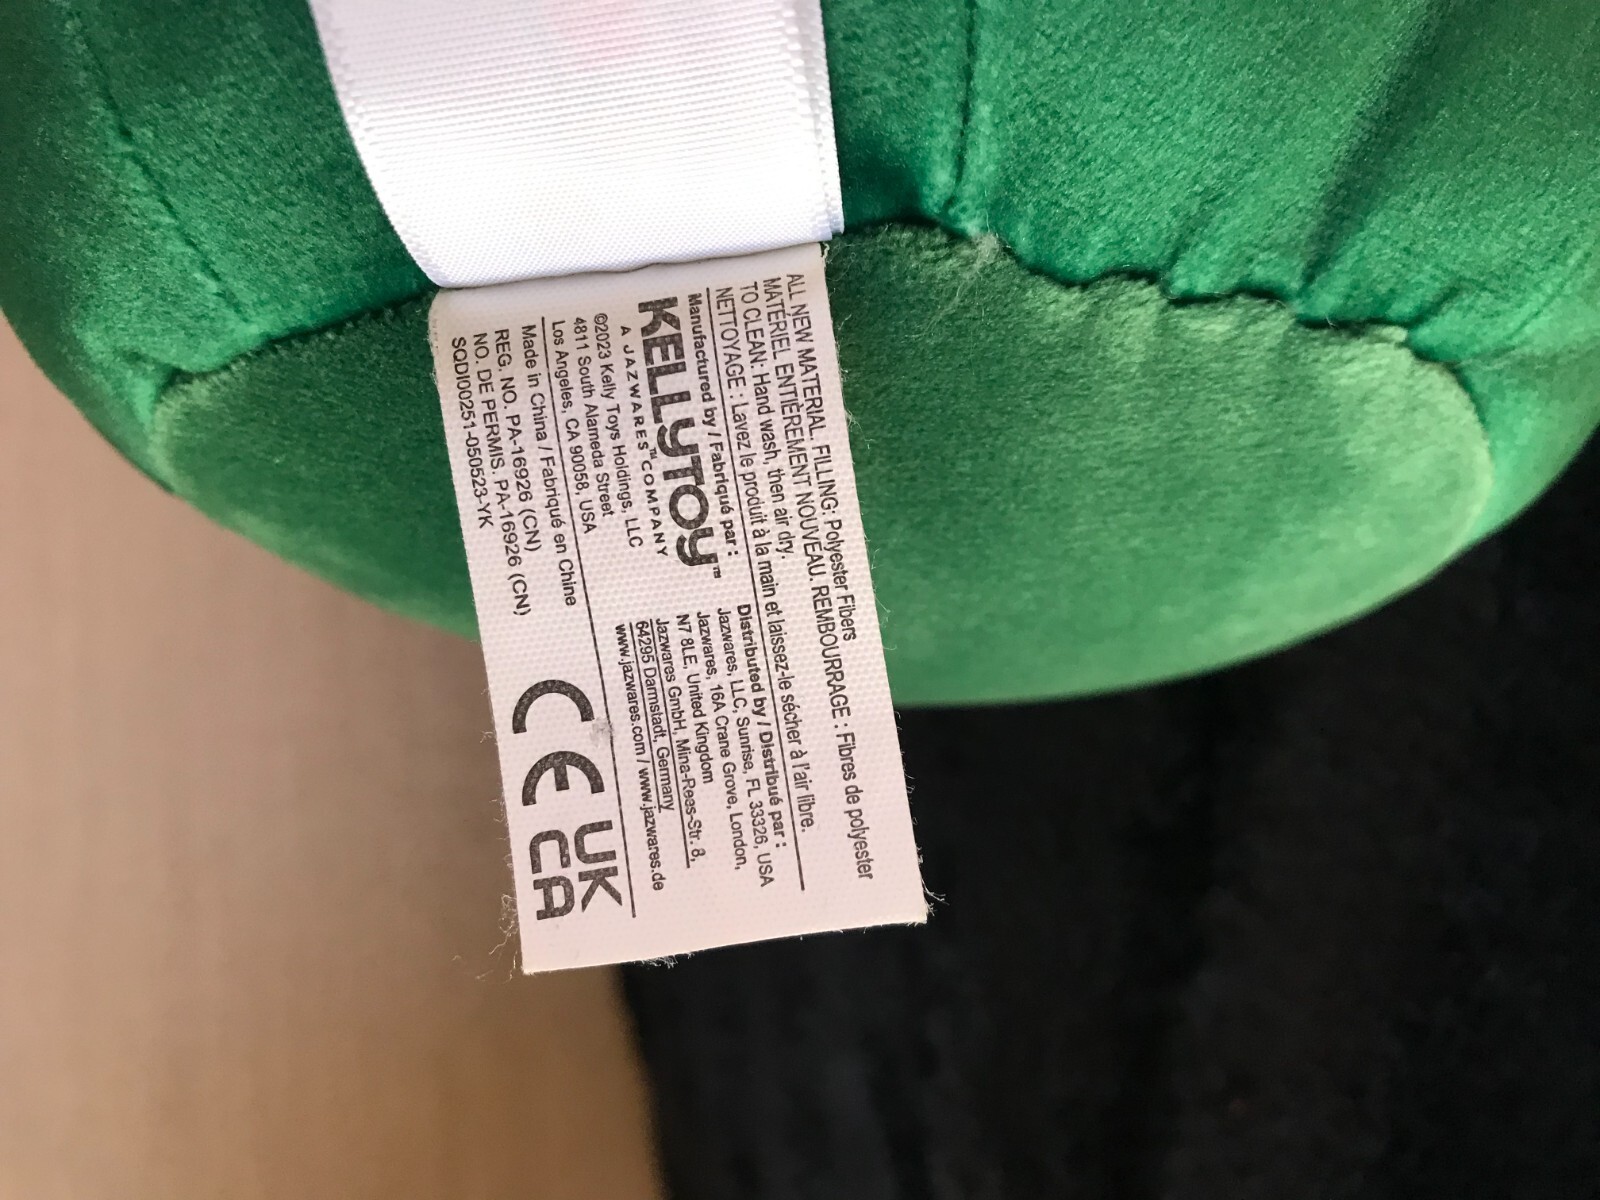 ALL NEW MATERIAL. FILLING: Polyester Fibers
MATÉRIEL ENTIÈREMENT NOUVEAU. REMBOURRAGE : Fibres de polyester
TO CLEAN: Hand wash, then air dry.
NETTOYAGE : Lavez le produit à la main et laissez-le sécher à l'air libre.
Manufactured by / Fabriqué par :
KELLYTOY™
A JAZWARES™ COMPANY
©2023 Kelly Toys Holdings, LLC
4811 South Alameda Street
Los Angeles, CA 90058, USA
Distributed by / Distribué par :
Jazwares, LLC, Sunrise, FL 33326, USA
Jazwares, 16A Crane Grove, London,
N7 8LE, United Kingdom
Jazwares GmbH, Mina-Rees-Str. 8,
64295 Darmstadt, Germany
www.jazwares.com / www.jazwares.de
Made in China / Fabriqué en Chine
REG. NO. PA-16926 (CN)
NO. DE PERMIS. PA-16926 (CN)
SQDI00251-050523-YK
CE
UK
CA